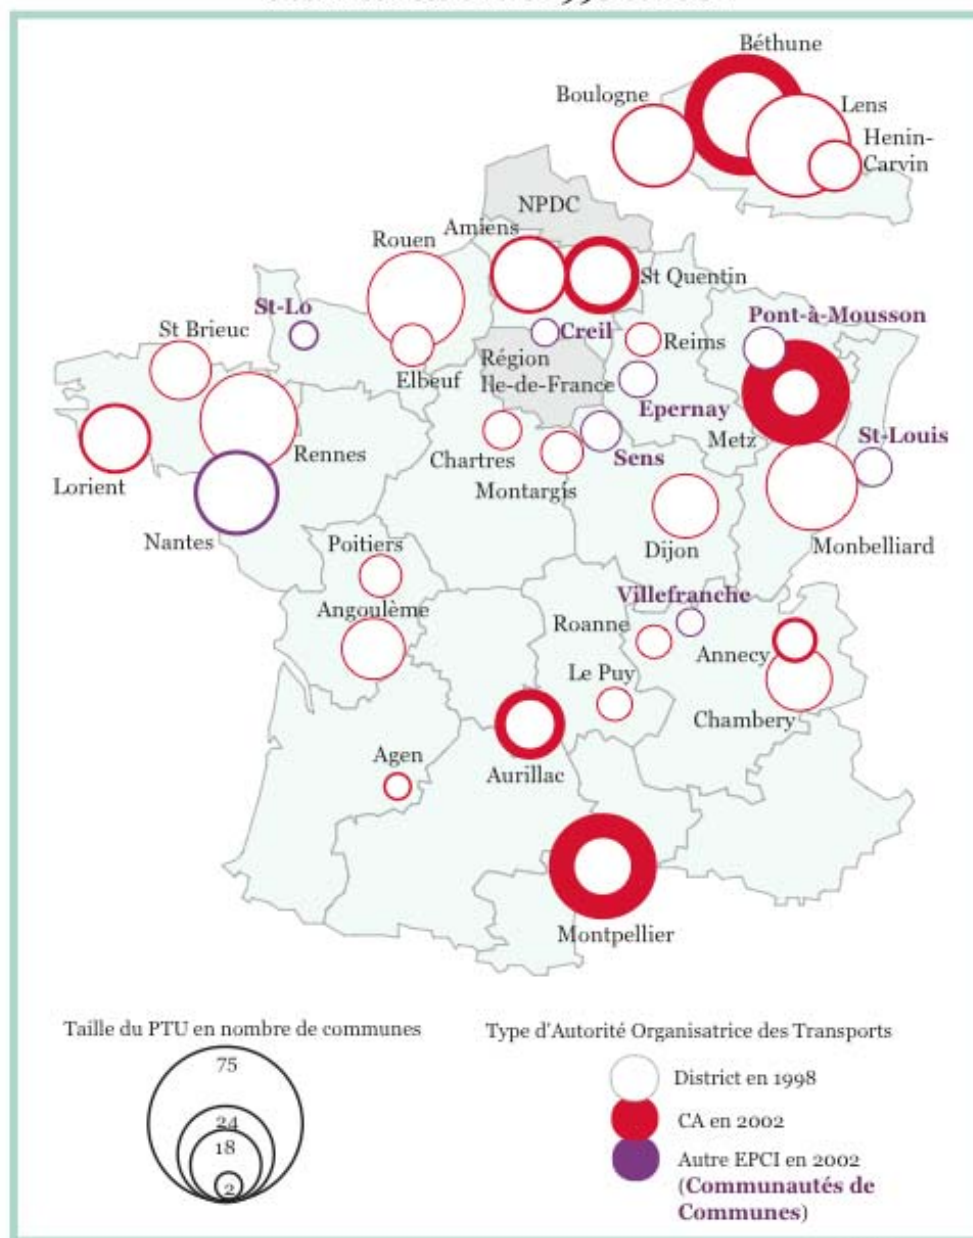 Béthune
Boulogne
Lens
Henin-
Carvin
NPDC
Amiens
Rouen
St Quentin
St-Lo
Pont-à-Mousson
St Brieuc
Creil
Reims
Elbeuf
Région
Ile-de-France
Epernay
Metz
St-Louis
Chartres
Sens
Rennes
Lorient
Montargis
Nantes
Dijon
Monbelliard
Poitiers
Villefranche
Angoulème
Roanne
Annecy
Le Puy
Chambery
Agen
Aurillac
Montpellier
Taille du PTU en nombre de communes
75
24
18
2
Type d'Autorité Organisatrice des Transports
District en 1998
CA en 2002
Autre EPCI en 2002
(Communautés de
Communes)